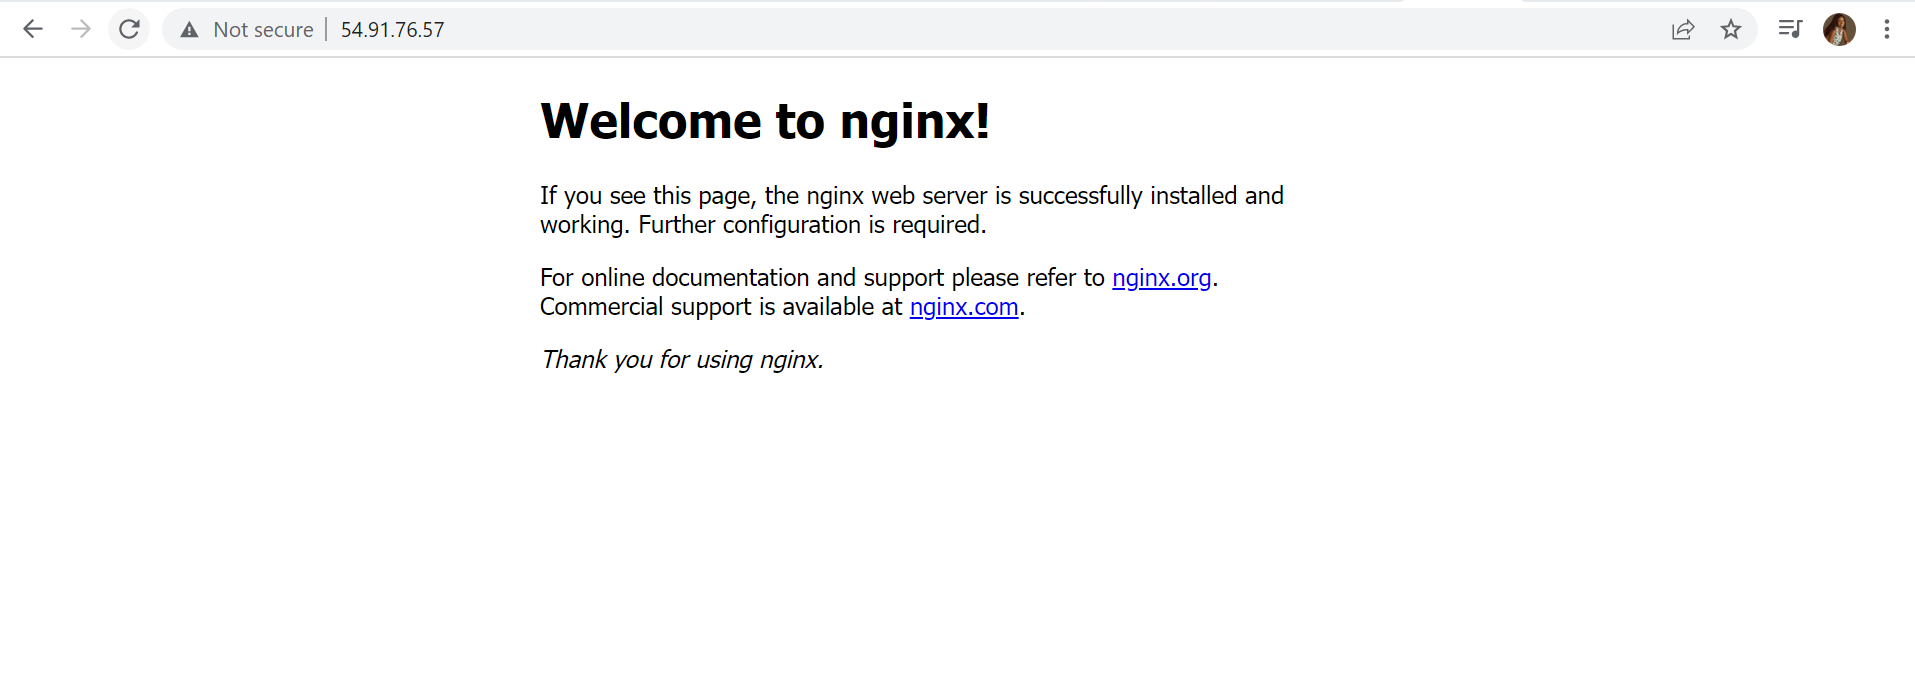 Not secure | 54.91.76.57
Welcome to nginx!
If you see this page, the nginx web server is successfully installed and
working. Further configuration is required.
For online documentation and support please refer to nginx.org.
Commercial support is available at nginx.com.
Thank you for using nginx.